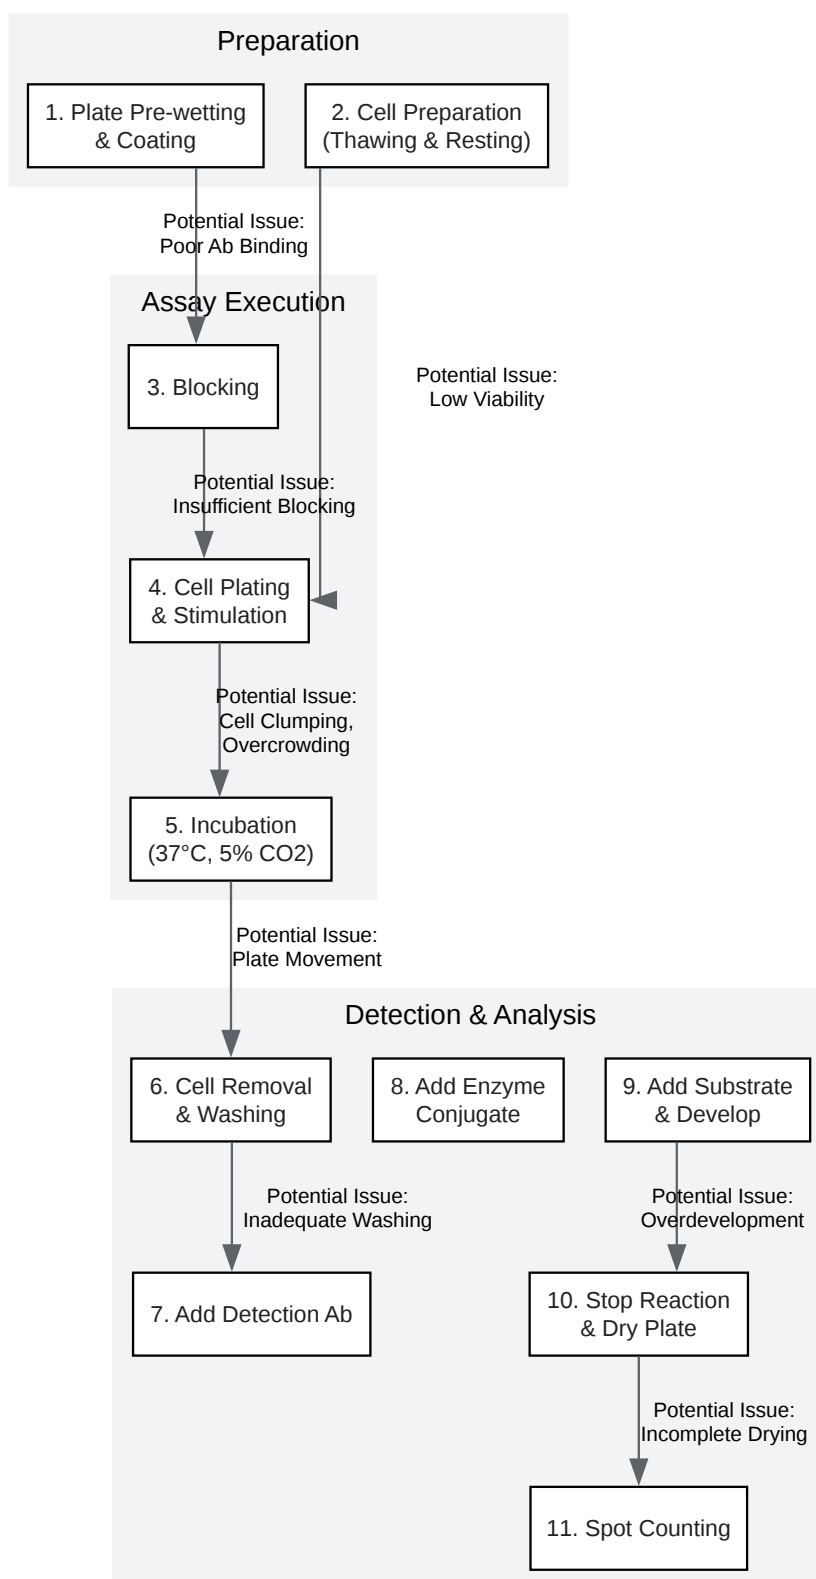 Preparation
1. Plate Pre-wetting
& Coating
2. Cell Preparation
(Thawing & Resting)
Potential Issue:
Poor Ab Binding
Assay Execution
3. Blocking
Potential Issue:
Low Viability
Potential Issue:
Insufficient Blocking
4. Cell Plating
& Stimulation
Potential Issue:
Cell Clumping,
Overcrowding
5. Incubation
(37°C, 5% CO2)
Potential Issue:
Plate Movement
Detection & Analysis
6. Cell Removal
& Washing
8. Add Enzyme
Conjugate
9. Add Substrate
& Develop
Potential Issue:
Inadequate Washing
Potential Issue:
Overdevelopment
7. Add Detection Ab
10. Stop Reaction
& Dry Plate
Potential Issue:
Incomplete Drying
11. Spot Counting